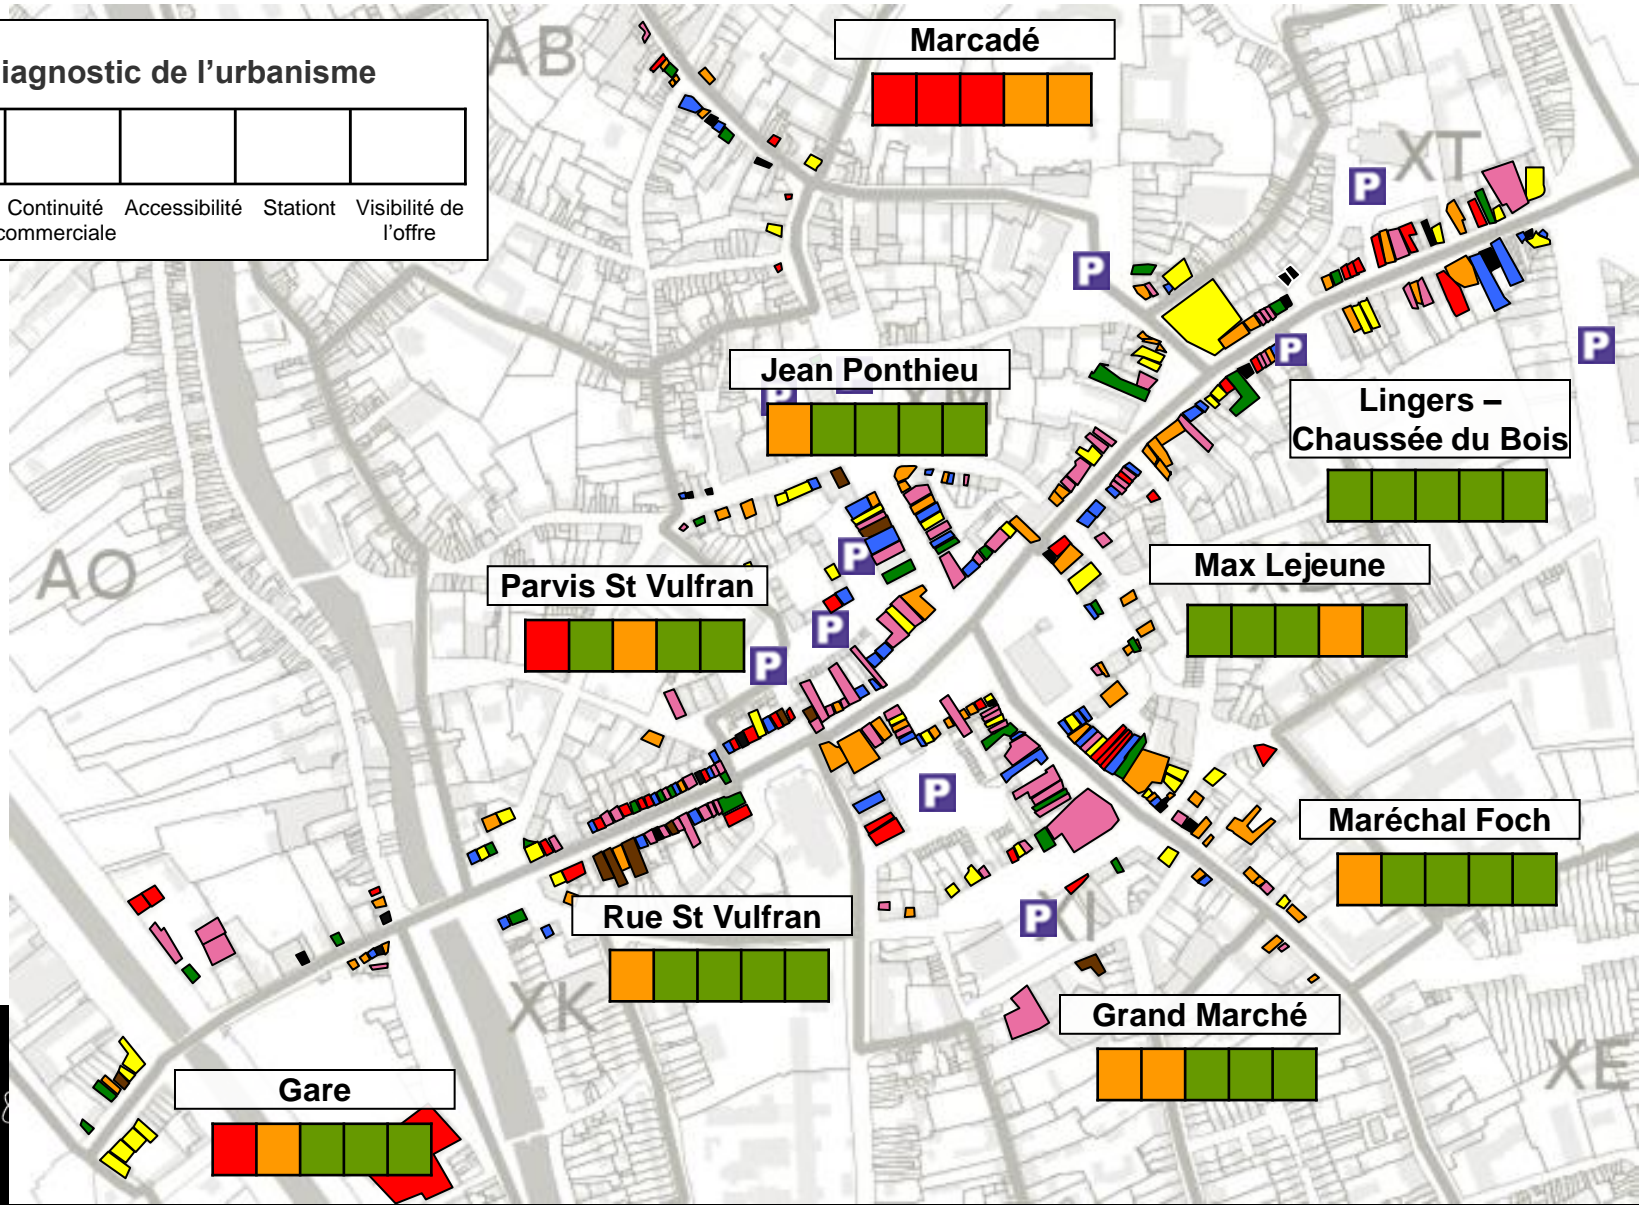 iagnostic de l'urbanisme
Continuité
commerciale
Accessibilité
Stationt
Visibilité de
l'offre
AB
Marcadé
XT
P
P
P
P
Jean Ponthieu
P
Lingers –
Chaussée du Bois
AO
P
Parvis St Vulfran
Max Lejeune
P
P
P
Maréchal Foch
Rue St Vulfran
P
XI
XK
Grand Marché
XE
Gare